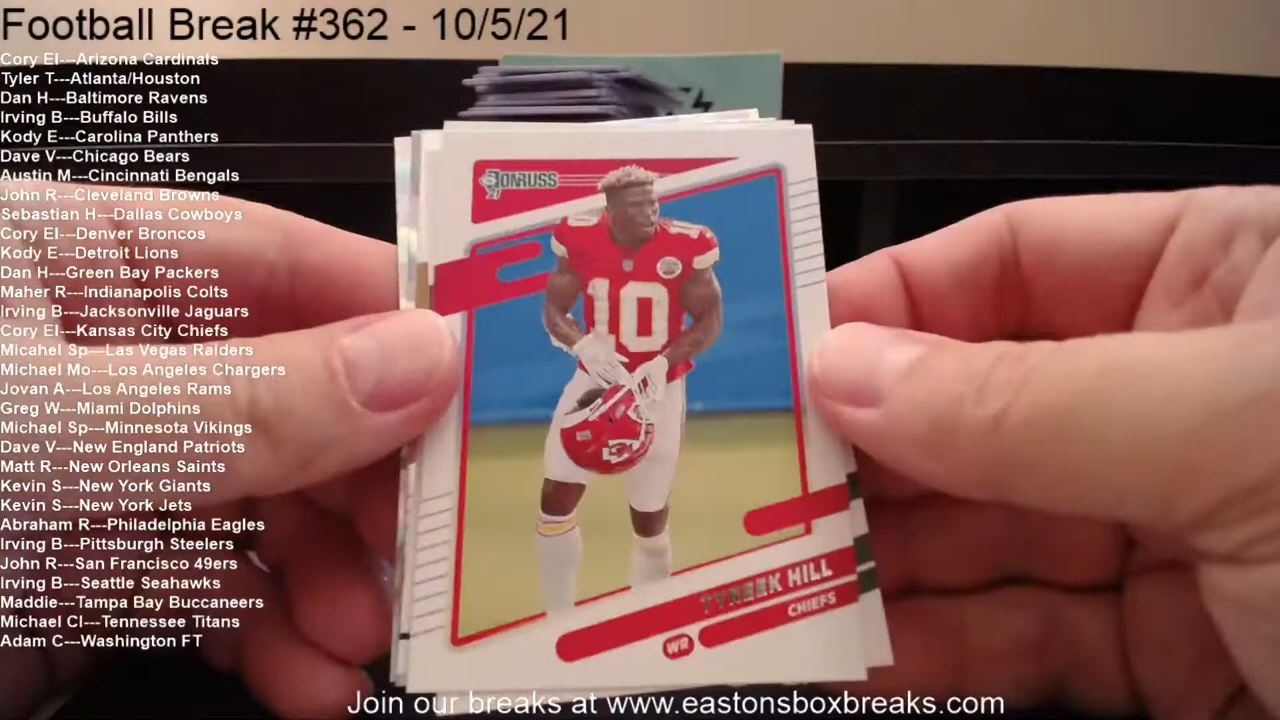 Football Break #362 - 10/5/21
Cory El---Arizona Cardinals
Tyler T---Atlanta/Houston
Dan H---Baltimore Ravens
Irving B---Buffalo Bills
Kody E---Carolina Panthers
Dave V---Chicago Bears
Austin M---Cincinnati Bengals
John R---Cleveland Browns
Sebastian H---Dallas Cowboys
Cory El---Denver Broncos
Kody E---Detroit Lions
Dan H---Green Bay Packers
Maher R---Indianapolis Colts
Irving B---Jacksonville Jaguars
Cory El---Kansas City Chiefs
Micahel Sp---Las Vegas Raiders
Michael Mo---Los Angeles Chargers
Jovan A---Los Angeles Rams
Greg W---Miami Dolphins
Michael Sp---Minnesota Vikings
Dave V---New England Patriots
Matt R---New Orleans Saints
Kevin S---New York Giants
Kevin S---New York Jets
Abraham R---Philadelphia Eagles
Irving B---Pittsburgh Steelers
John R---San Francisco 49ers
Irving B---Seattle Seahawks
Maddie---Tampa Bay Buccaneers
Michael Cl---Tennessee Titans
Adam C---Washington FT
DONRUSS
21
10
10
TYREEK HILL
CHIEFS
WR
Join our breaks at www.eastonsboxbreaks.com